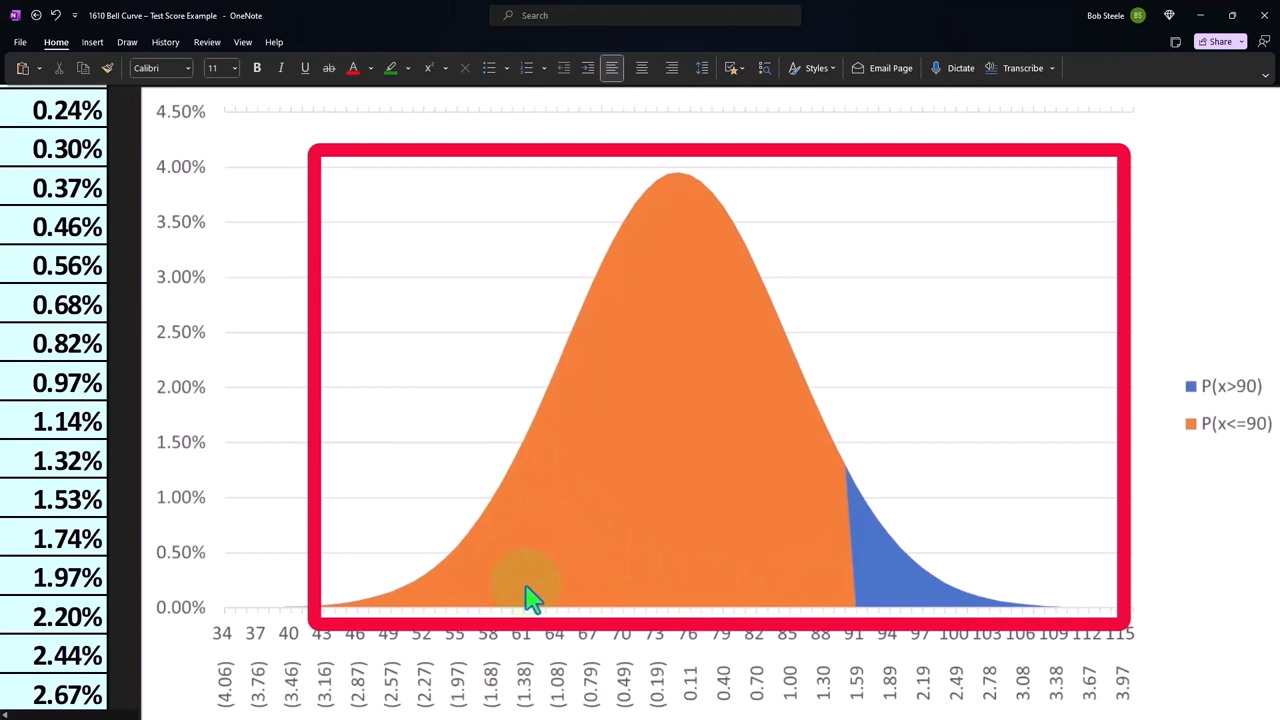 1610 Bell Curve – Test Score Example - OneNote
Search
Bob Steele BS
File Home Insert Draw History Review View Help
Share
Calibri 11 B I U ab A x Styles Email Page Dictate Transcribe
0.24%
0.30%
0.37%
0.46%
0.56%
0.68%
0.82%
0.97%
1.14%
1.32%
1.53%
1.74%
1.97%
2.20%
2.44%
2.67%
4.50%
4.00%
3.50%
3.00%
2.50%
2.00%
1.50%
1.00%
0.50%
0.00%
34 37 40 43 46 49 52 55 58 61 64 67 70 73 76 79 82 85 88 91 94 97 100 103 106 109 112 115
(4.06) (3.76) (3.46) (3.16) (2.87) (2.57) (2.27) (1.97) (1.68) (1.38) (1.08) (0.79) (0.49) (0.19) 0.11 0.40 0.70 1.00 1.30 1.59 1.89 2.19 2.49 2.78 3.08 3.38 3.67 3.97
P(x>90)
P(x<=90)